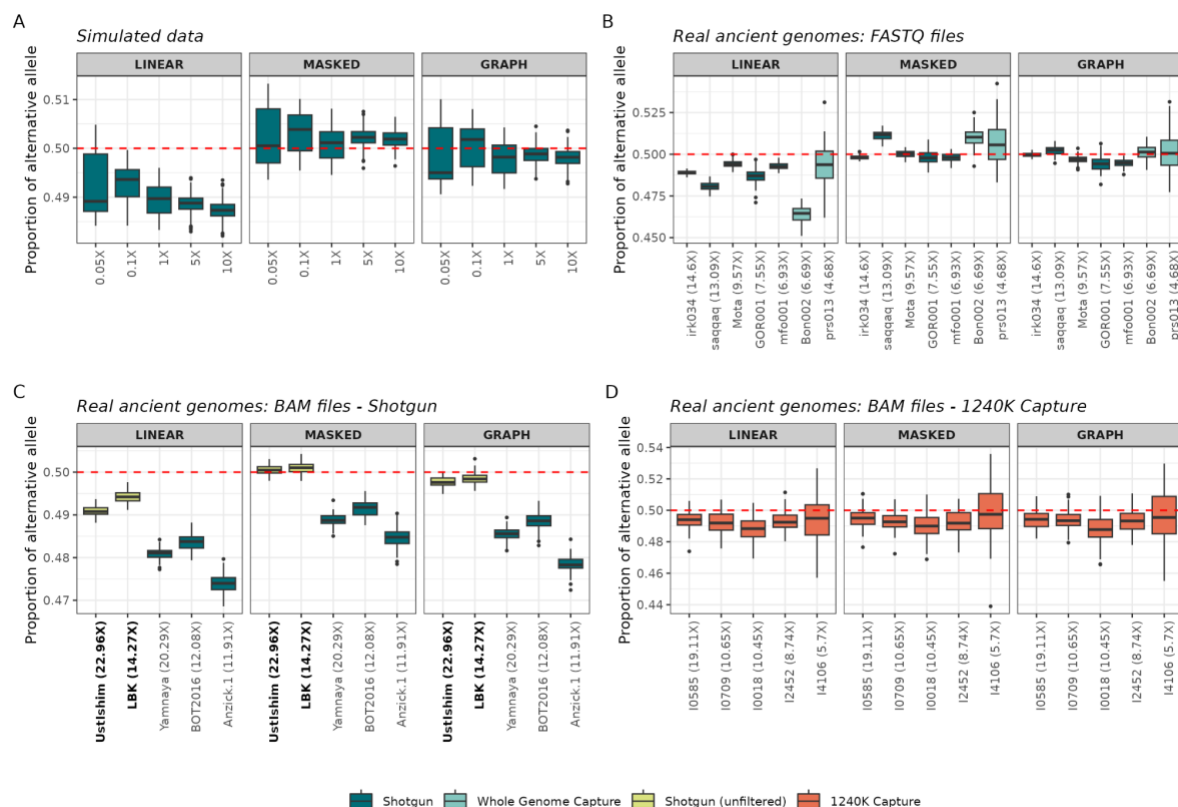 A
Simulated data
Proportion of alternative allele
LINEAR
MASKED
GRAPH
0.51
0.50
0.49
0.05X
0.1X
1X
5X
10X
0.05X
0.1X
1X
5X
10X
0.05X
0.1X
1X
5X
10X
B
Real ancient genomes: FASTQ files
Proportion of alternative allele
LINEAR
MASKED
GRAPH
0.525
0.500
0.475
0.450
irk034 (14.6X)
saqqaq (13.09X)
Mota (9.57X)
GOR001 (7.55X)
mfo001 (6.93X)
Bon002 (6.69X)
prs013 (4.68X)
irk034 (14.6X)
saqqaq (13.09X)
Mota (9.57X)
GOR001 (7.55X)
mfo001 (6.93X)
Bon002 (6.69X)
prs013 (4.68X)
irk034 (14.6X)
saqqaq (13.09X)
Mota (9.57X)
GOR001 (7.55X)
mfo001 (6.93X)
Bon002 (6.69X)
prs013 (4.68X)
C
Real ancient genomes: BAM files - Shotgun
Proportion of alternative allele
LINEAR
MASKED
GRAPH
0.50
0.49
0.48
0.47
UstIshim (22.96X)
LBK (14.27X)
Yamnaya (20.29X)
BOT2016 (12.08X)
Anzick.1 (11.91X)
UstIshim (22.96X)
LBK (14.27X)
Yamnaya (20.29X)
BOT2016 (12.08X)
Anzick.1 (11.91X)
UstIshim (22.96X)
LBK (14.27X)
Yamnaya (20.29X)
BOT2016 (12.08X)
Anzick.1 (11.91X)
D
Real ancient genomes: BAM files - 1240K Capture
Proportion of alternative allele
LINEAR
MASKED
GRAPH
0.54
0.52
0.50
0.48
0.46
0.44
I0585 (19.11X)
I0709 (10.65X)
I0018 (10.45X)
I2452 (8.74X)
I4106 (5.7X)
I0585 (19.11X)
I0709 (10.65X)
I0018 (10.45X)
I2452 (8.74X)
I4106 (5.7X)
I0585 (19.11X)
I0709 (10.65X)
I0018 (10.45X)
I2452 (8.74X)
I4106 (5.7X)
Shotgun
Whole Genome Capture
Shotgun (unfiltered)
1240K Capture